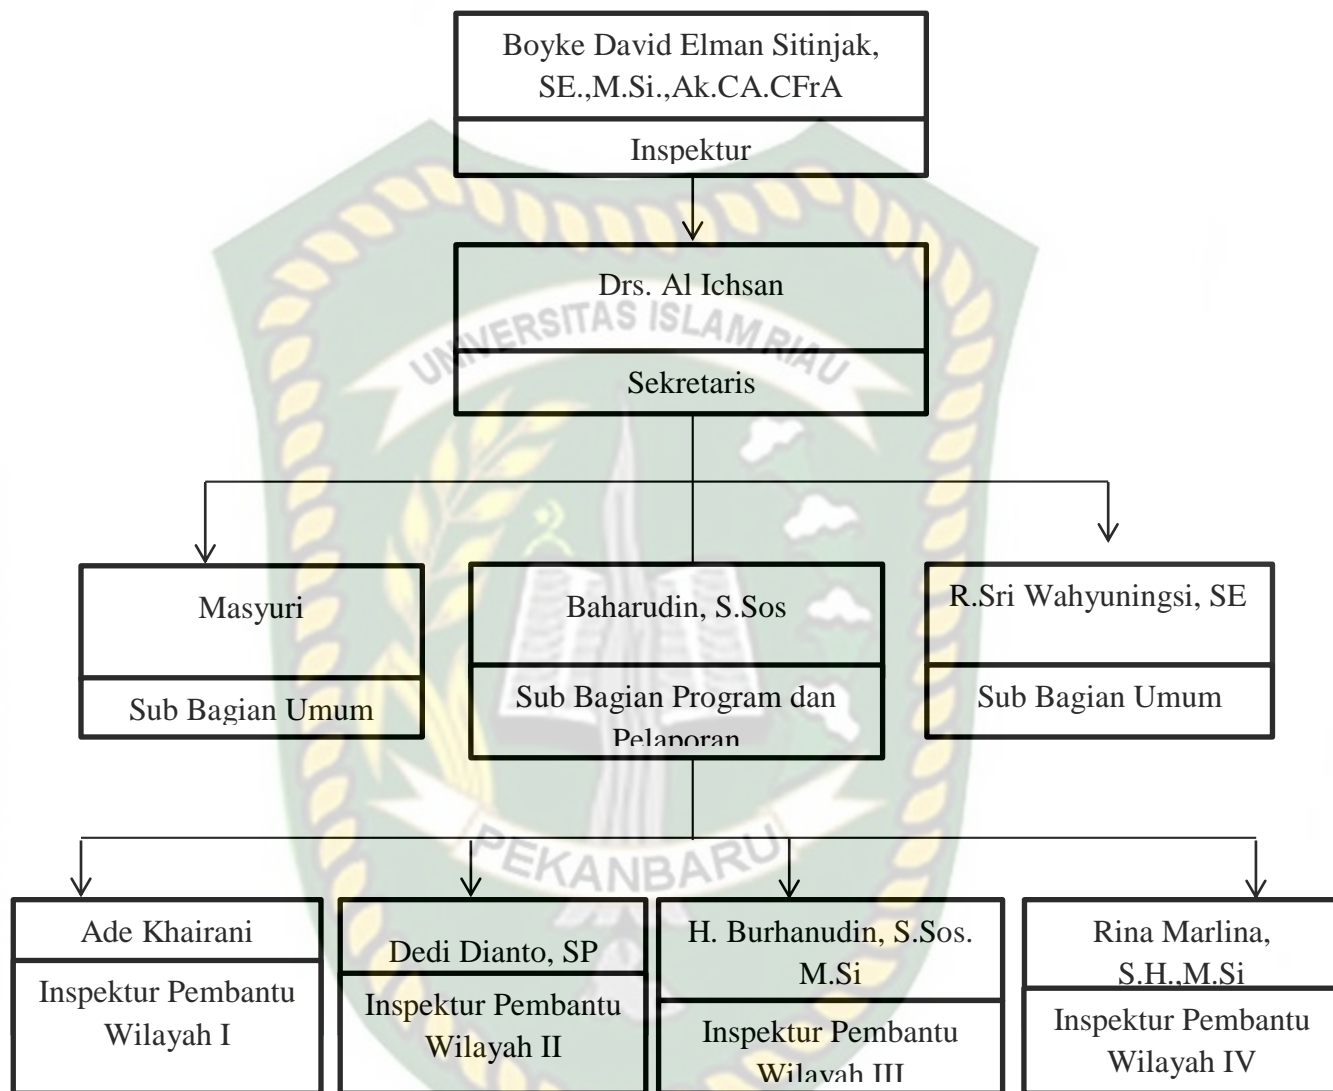 Boyke David Elman Sitinjak,
SE.,M.Si.,Ak.CA.CFrA
Inspektur
Drs. Al Ichsan
UNIVERSITAS ISLAM RIAU
Sekretaris
Masyuri
Sub Bagian Umum
Baharudin, S.Sos
Sub Bagian Program dan
Pelaporan
R.Sri Wahyuningsi, SE
Sub Bagian Umum
PEKANBARU
Ade Khairani
Inspektur Pembantu
Wilayah I
Dedi Dianto, SP
Inspektur Pembantu
Wilayah II
H. Burhanudin, S.Sos.
M.Si
Inspektur Pembantu
Wilayah III
Rina Marlina,
S.H.,M.Si
Inspektur Pembantu
Wilayah IV